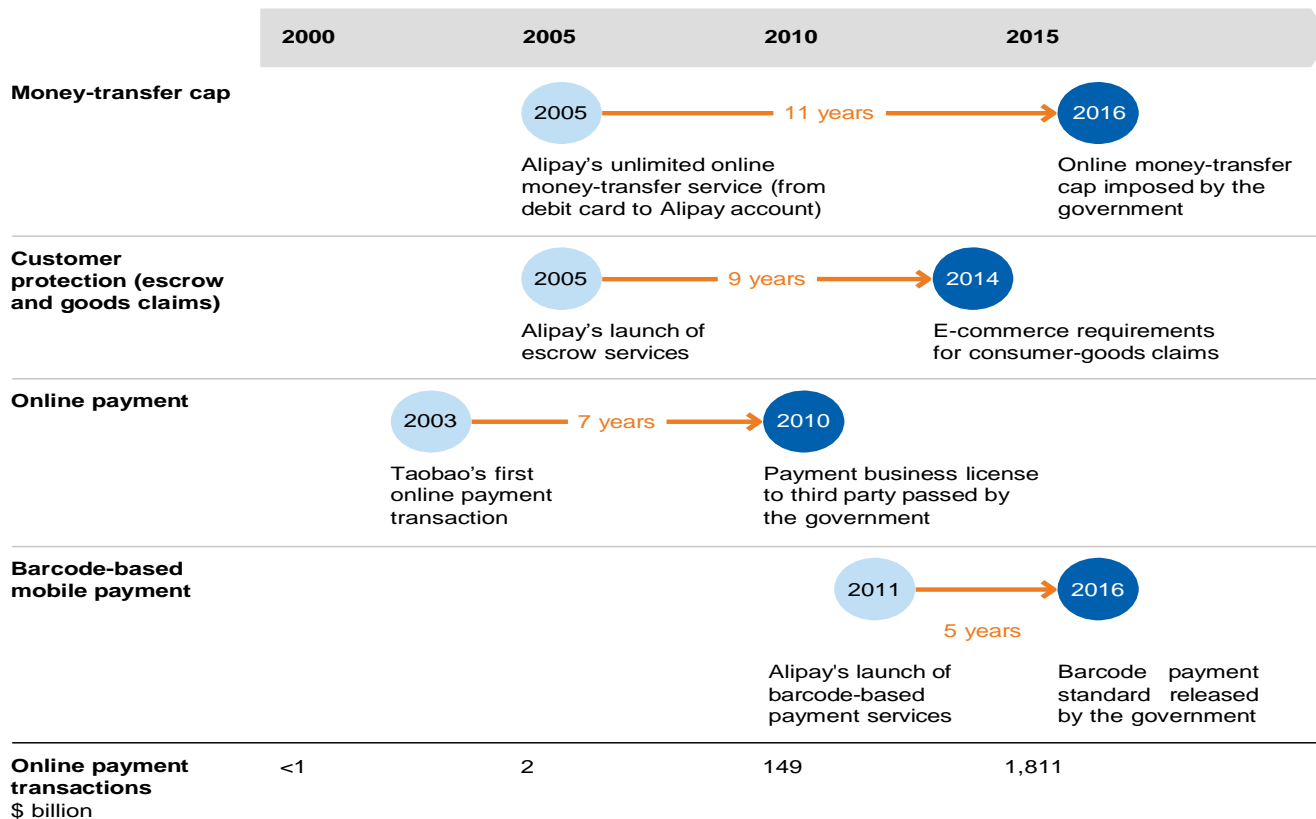 2000 2005 2010 2015
Money-transfer cap
2005 11 years 2016
Alipay’s unlimited online
money-transfer service (from
debit card to Alipay account)
Online money-transfer
cap imposed by the
government
Customer
protection (escrow
and goods claims)
2005 9 years 2014
Alipay’s launch of
escrow services
E-commerce requirements
for consumer-goods claims
Online payment
2003 7 years 2010
Taobao’s first
online payment
transaction
Payment business license
to third party passed by
the government
Barcode-based
mobile payment
2011 5 years 2016
Alipay's launch of
barcode-based
payment services
Barcode payment
standard released
by the government
Online payment
transactions
$ billion
<1 2 149 1,811